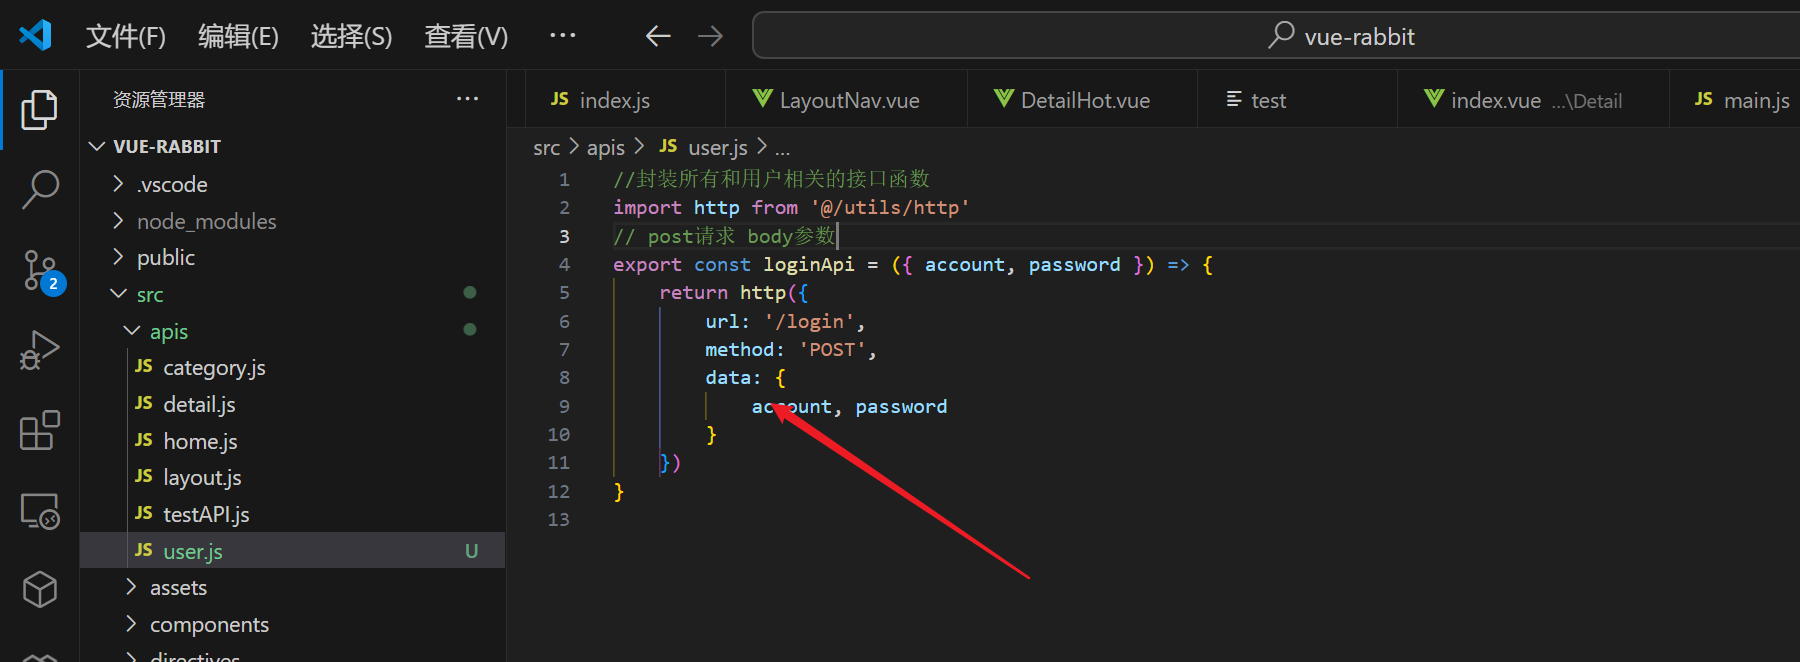 文件(F) 编辑(E) 选择(S) 查看(V) ··· vue-rabbit
资源管理器 ···
JS index.js LayoutNav.vue DetailHot.vue test index.vue ...\Detail JS main.js
VUE-RABBIT
.vscode
node_modules
public
src
apis
JS category.js
JS detail.js
JS home.js
JS layout.js
JS testAPI.js
JS user.js U
assets
components
directives
2
src > apis > JS user.js > ...
1 //封装所有和用户相关的接口函数
2 import http from '@/utils/http'
3 // post请求 body参数
4 export const loginApi = ({ account, password }) => {
5 return http({
6 url: '/login',
7 method: 'POST',
8 data: {
9 account, password
10 }
11 })
12 }
13